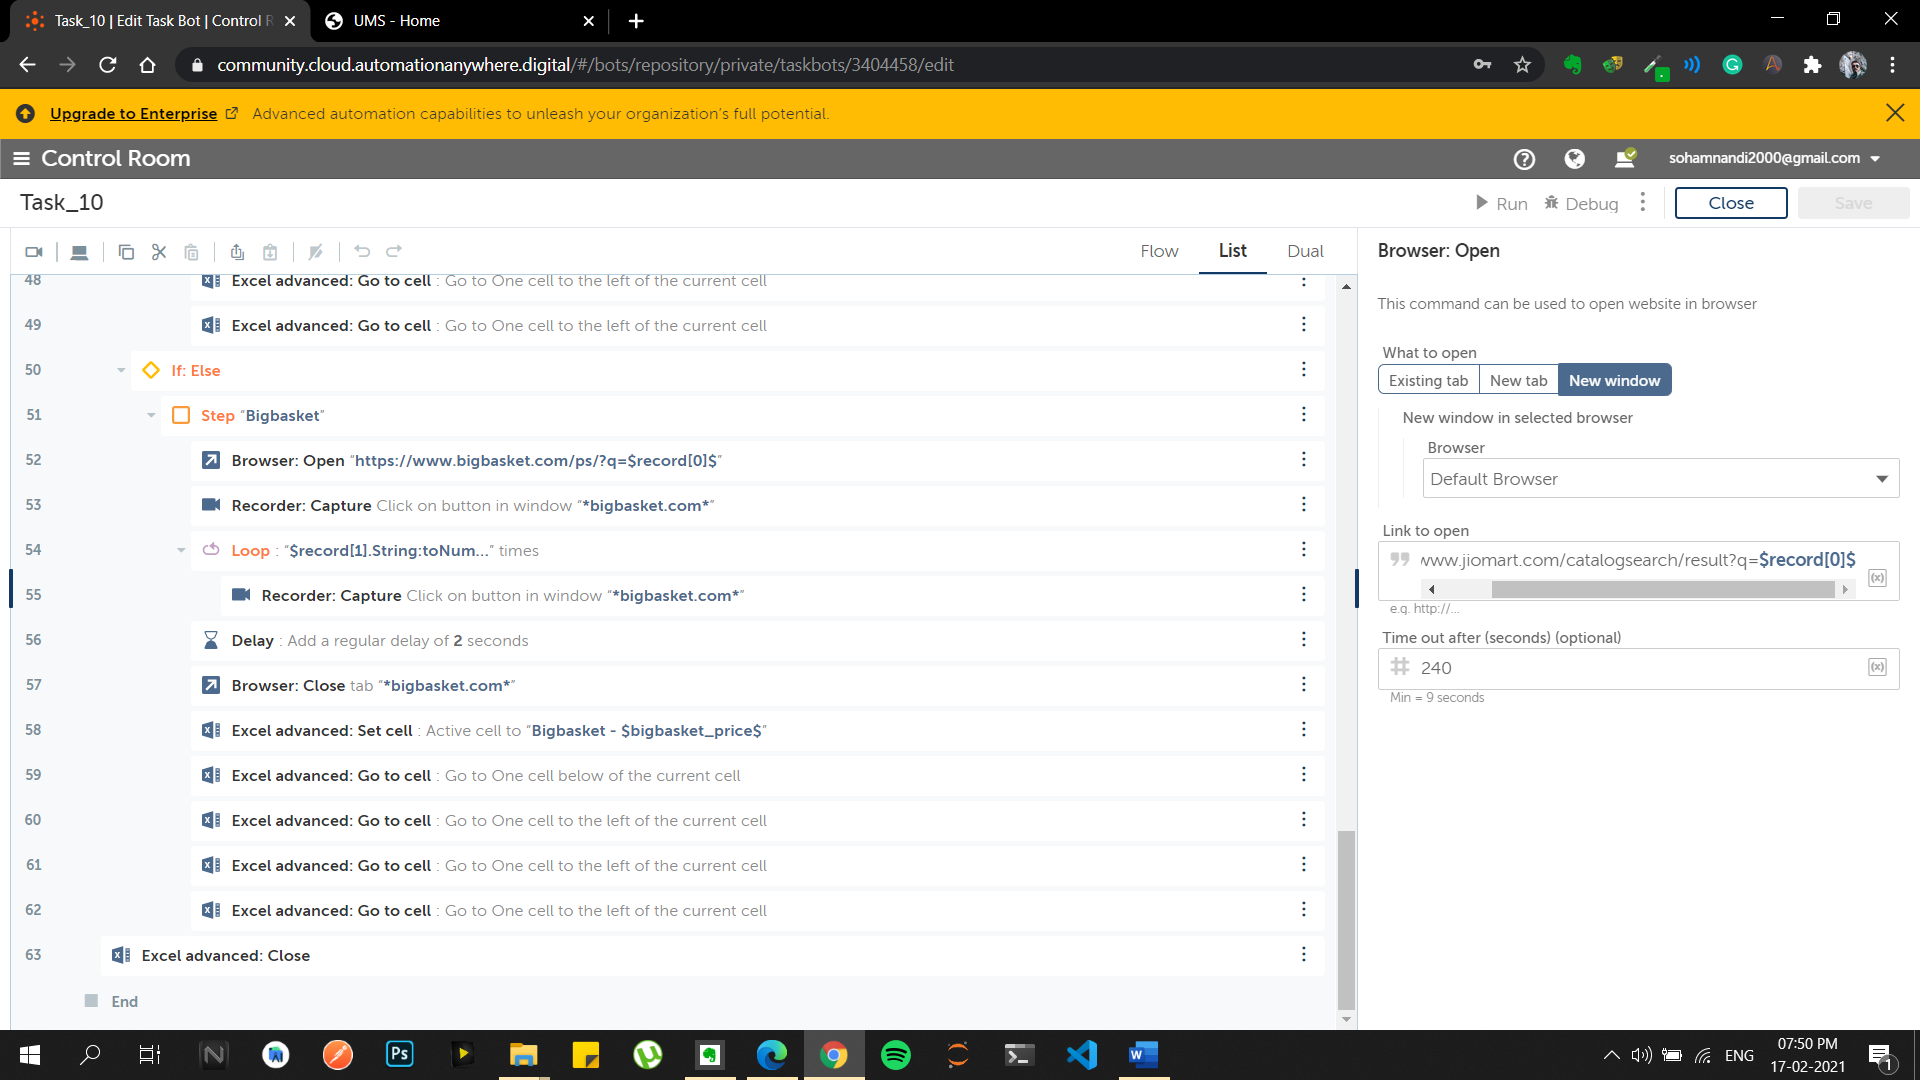 Task_10 | Edit Task Bot | Control R
UMS - Home
community.cloud.automationanywhere.digital/#/bots/repository/private/taskbots/3404458/edit
Upgrade to Enterprise Advanced automation capabilities to unleash your organization's full potential.
Control Room
sohamnandi2000@gmail.com
Task_10
Run
Debug
Close
Save
Flow
List
Dual
48 Excel advanced: Go to cell : Go to One cell to the left of the current cell
49 Excel advanced: Go to cell : Go to One cell to the left of the current cell
50 If: Else
51 Step “Bigbasket”
52 Browser: Open “https://www.bigbasket.com/ps/?q=$record[0]$”
53 Recorder: Capture Click on button in window “*bigbasket.com*”
54 Loop : “$record[1].String:toNum...” times
55 Recorder: Capture Click on button in window “*bigbasket.com*”
56 Delay : Add a regular delay of 2 seconds
57 Browser: Close tab “*bigbasket.com*”
58 Excel advanced: Set cell : Active cell to “Bigbasket - $bigbasket_price$”
59 Excel advanced: Go to cell : Go to One cell below of the current cell
60 Excel advanced: Go to cell : Go to One cell to the left of the current cell
61 Excel advanced: Go to cell : Go to One cell to the left of the current cell
62 Excel advanced: Go to cell : Go to One cell to the left of the current cell
63 Excel advanced: Close
End
Browser: Open
This command can be used to open website in browser
What to open
Existing tab New tab New window
New window in selected browser
Browser
Default Browser
Link to open
www.jiomart.com/catalogsearch/result?q=$record[0]$
(x)
e.g. http://...
Time out after (seconds) (optional)
240
(x)
Min = 9 seconds
Ps
ENG
07:50 PM
17-02-2021
1